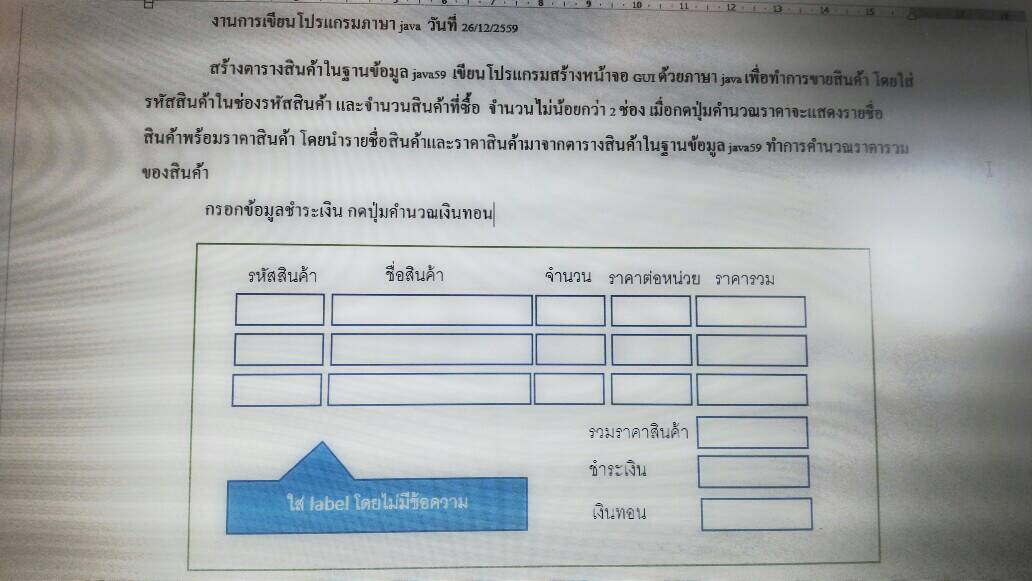 7 8 9 10 11 12 13 14 15
งานการเขียนโปรแกรมภาษา java วันที่ 26/12/2559
สร้างตารางสินค้าในฐานข้อมูล java59 เขียนโปรแกรมสร้างหน้าจอ GUI ด้วยภาษา java เพื่อทำการขายสินค้า โดยใส่
รหัสสินค้าในช่องรหัสสินค้า และจำนวนสินค้าที่ซื้อ จำนวนไม่น้อยกว่า 2 ช่อง เมื่อกดปุ่มคำนวณราคาจะแสดงรายชื่อ
สินค้าพร้อมราคาสินค้า โดยนำรายชื่อสินค้าและราคาสินค้ามาจากตารางสินค้าในฐานข้อมูล java59 ทำการคำนวณราคารวม
ของสินค้า
กรอกข้อมูลชำระเงิน กดปุ่มคำนวณเงินทอน
รหัสสินค้า ชื่อสินค้า จำนวน ราคาต่อหน่วย ราคารวม
รวมราคาสินค้า
ชำระเงิน
ใส่ label โดยไม่มีข้อความ
เงินทอน